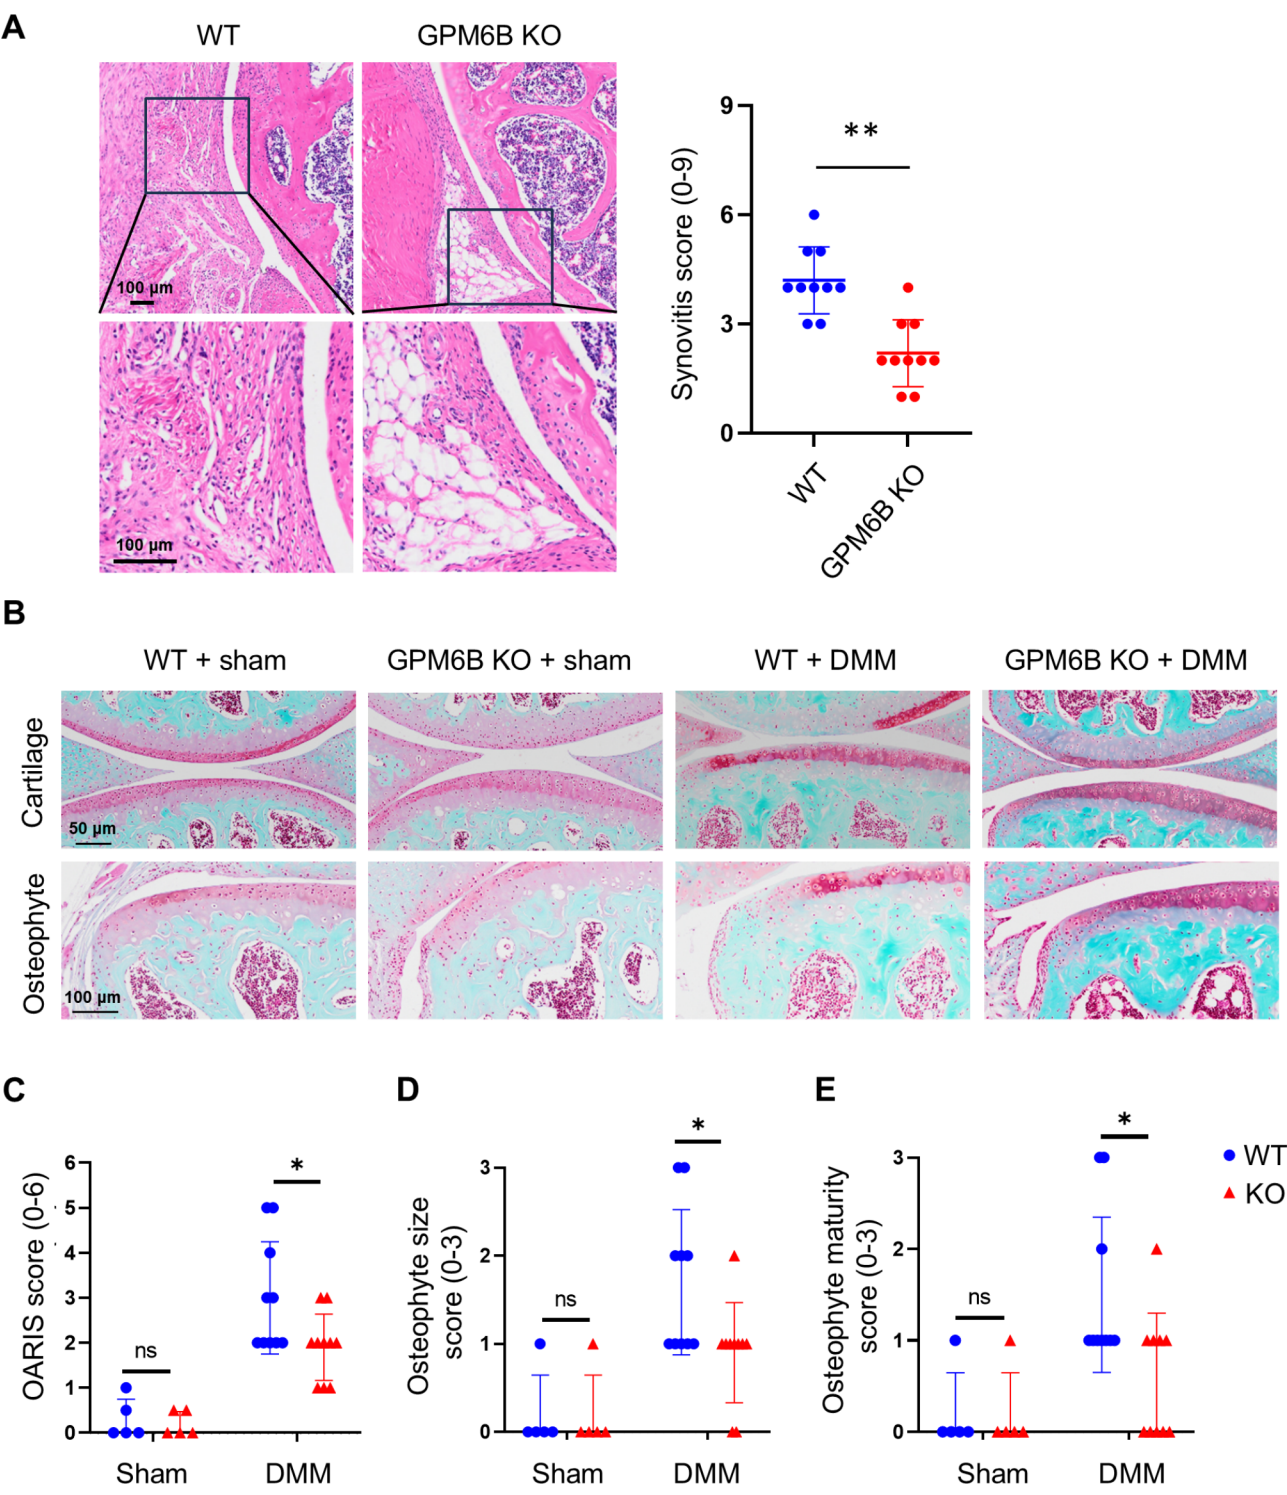 A
WT
GPM6B KO
100 µm
100 µm
9
6
3
0
Synovitis score (0-9)
**
WT
GPM6B KO
B
WT + sham
GPM6B KO + sham
WT + DMM
GPM6B KO + DMM
Cartilage
50 µm
Osteophyte
100 µm
C
OARIS score (0-6)
6
5
4
3
2
1
0
ns
*
Sham
DMM
D
Osteophyte size
score (0-3)
3
2
1
0
ns
*
Sham
DMM
E
Osteophyte maturity
score (0-3)
3
2
1
0
ns
*
Sham
DMM
WT
KO